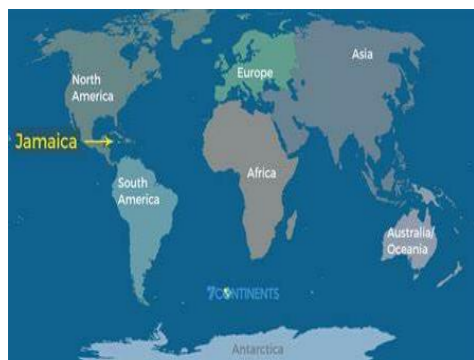 North
America
Europe
Asia
Jamaica
South
America
Africa
Australia/
Oceania
7CONTINENTS
Antarctica